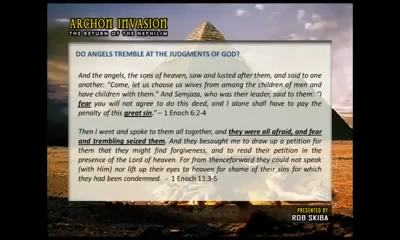 ARCHON INVASION
THE RETURN OF THE NEPHILIM
DO ANGELS TREMBLE AT THE JUDGMENTS OF GOD?
And the angels, the sons of heaven, saw and lusted after them, and said to one
another: "Come, let us choose us wives from among the children of men and
have children with them." And Semjaza, who was their leader, said to them: "I
fear you will not agree to do this deed, and I alone shall have to pay the
penalty of this great sin."– 1 Enoch 6:2-4
Then I went and spoke to them all together, and they were all afraid, and fear
and trembling seized them. And they besought me to draw up a petition for
them that they might find forgiveness, and to read their petition in the
presence of the Lord of heaven. For from thenceforward they could not speak
(with Him) nor lift up their eyes to heaven for shame of their sins for which
they had been condemned. - 1 Enoch 13:3-5
PRESENTED BY
ROB SKIBA